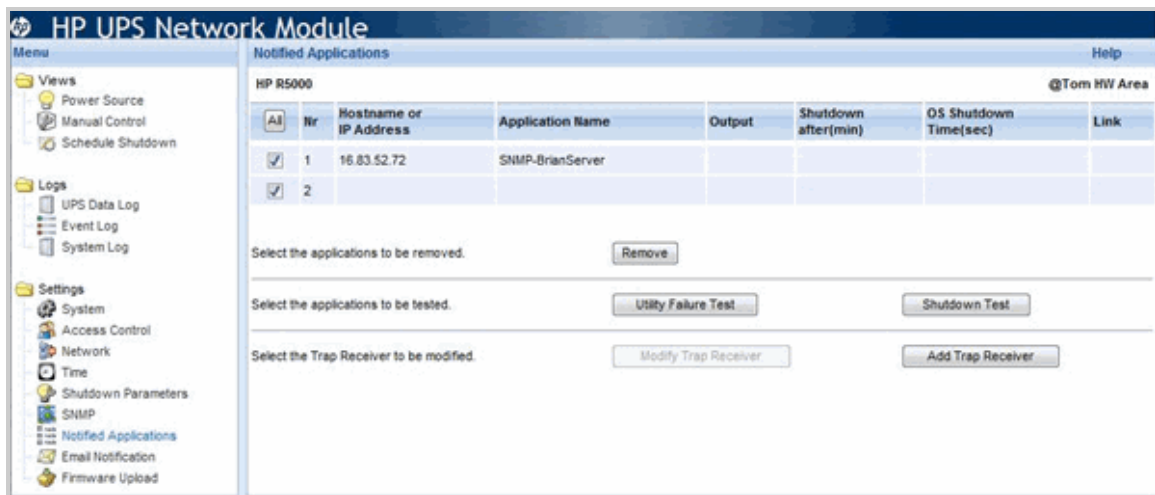 hp HP UPS Network Module
Menu
Views
Power Source
Manual Control
Schedule Shutdown
Logs
UPS Data Log
Event Log
System Log
Settings
System
Access Control
Network
Time
Shutdown Parameters
SNMP
Notified Applications
Email Notification
Firmware Upload
Notified Applications Help
HP R5000 @Tom HW Area
All Nr Hostname or IP Address Application Name Output Shutdown after(min) OS Shutdown Time(sec) Link
1 16.83.52.72 SNMP-BrianServer
2
Select the applications to be removed. Remove
Select the applications to be tested. Utility Failure Test Shutdown Test
Select the Trap Receiver to be modified. Modify Trap Receiver Add Trap Receiver